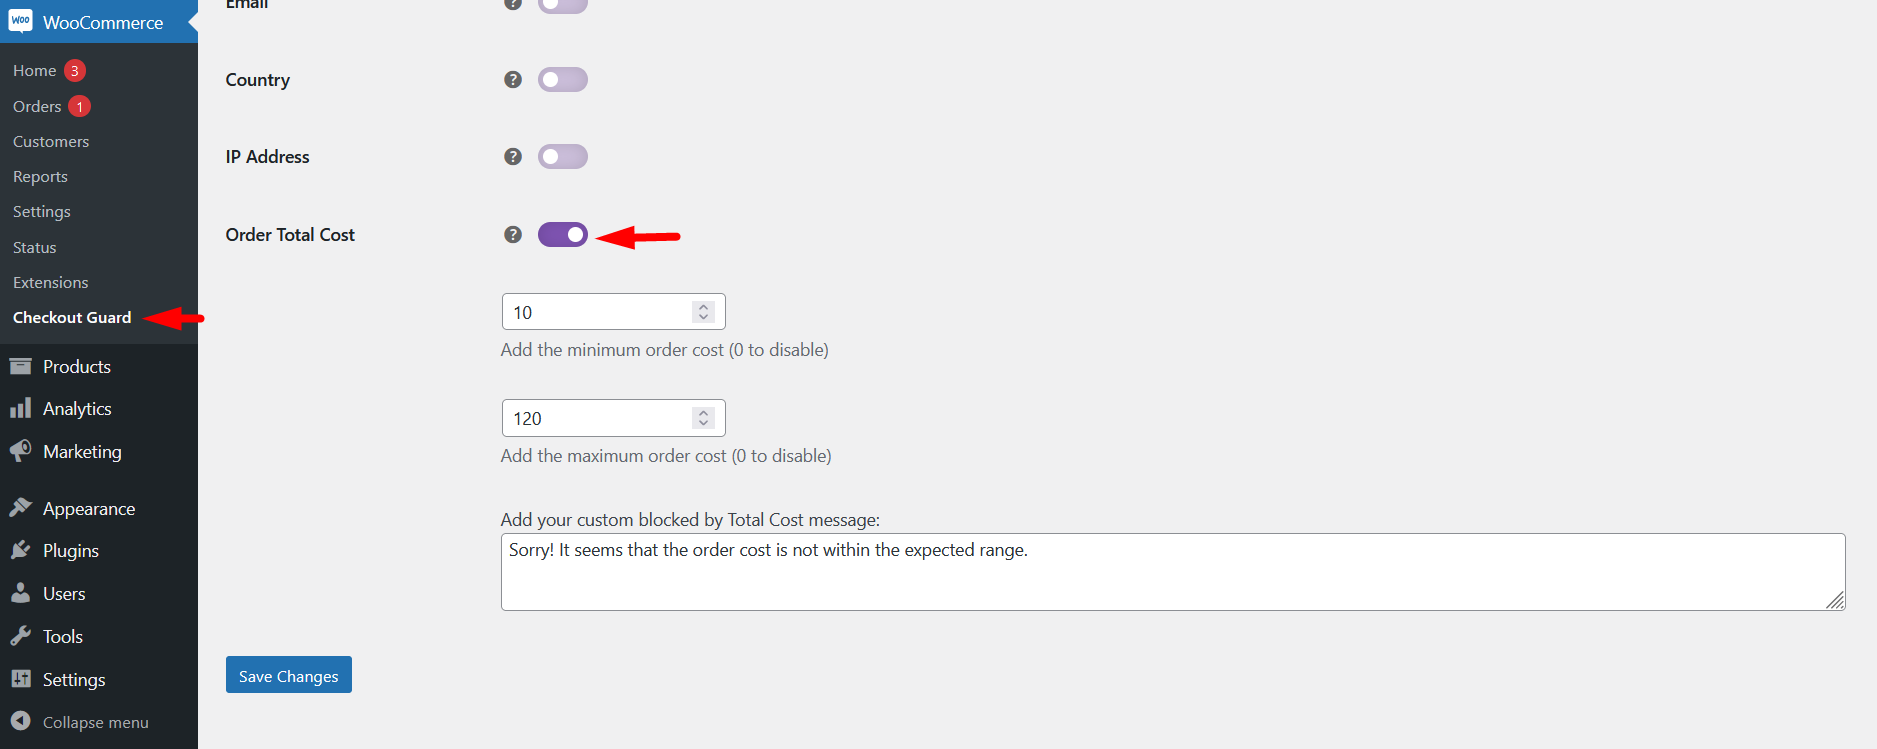 WOO WooCommerce
Home 3
Orders 1
Customers
Reports
Settings
Status
Extensions
Checkout Guard
Products
Analytics
Marketing
Appearance
Plugins
Users
Tools
Settings
Collapse menu
Email ?
Country ?
IP Address ?
Order Total Cost ?
10
Add the minimum order cost (0 to disable)
120
Add the maximum order cost (0 to disable)
Add your custom blocked by Total Cost message:
Sorry! It seems that the order cost is not within the expected range.
Save Changes